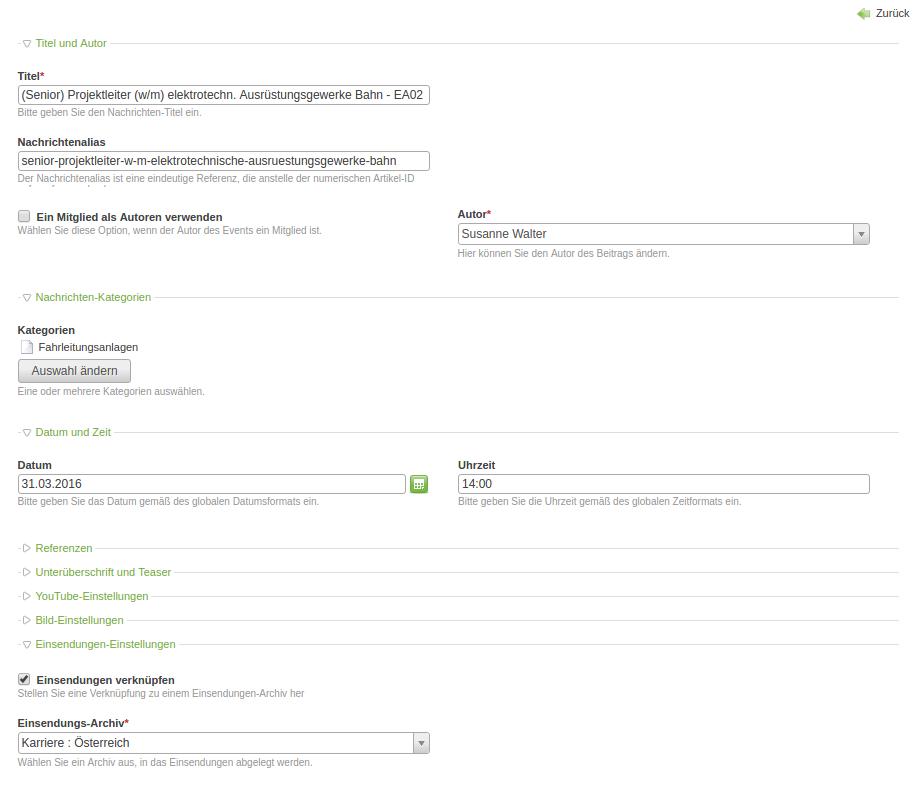 Zurück
Titel und Autor
Titel*
(Senior) Projektleiter (w/m) elektrotechn. Ausrüstungsgewerke Bahn - EA02
Bitte geben Sie den Nachrichten-Titel ein.
Nachrichtenalias
senior-projektleiter-w-m-elektrotechnische-ausruestungsgewerke-bahn
Der Nachrichtenalias ist eine eindeutige Referenz, die anstelle der numerischen Artikel-ID
Ein Mitglied als Autoren verwenden
Wählen Sie diese Option, wenn der Autor des Events ein Mitglied ist.
Autor*
Susanne Walter
Hier können Sie den Autor des Beitrags ändern.
Nachrichten-Kategorien
Kategorien
Fahrleitungsanlagen
Auswahl ändern
Eine oder mehrere Kategorien auswählen.
Datum und Zeit
Datum
31.03.2016
Bitte geben Sie das Datum gemäß des globalen Datumsformats ein.
Uhrzeit
14:00
Bitte geben Sie die Uhrzeit gemäß des globalen Zeitformats ein.
Referenzen
Unterüberschrift und Teaser
YouTube-Einstellungen
Bild-Einstellungen
Einsendungen-Einstellungen
Einsendungen verknüpfen
Stellen Sie eine Verknüpfung zu einem Einsendungen-Archiv her
Einsendungs-Archiv*
Karriere : Österreich
Wählen Sie ein Archiv aus, in das Einsendungen abgelegt werden.